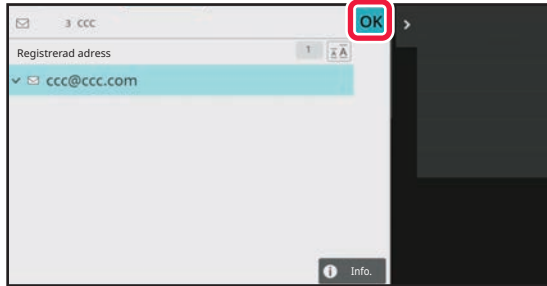 3 ccc
OK
Registrerad adress
1
A A
ccc@ccc.com
i Info.